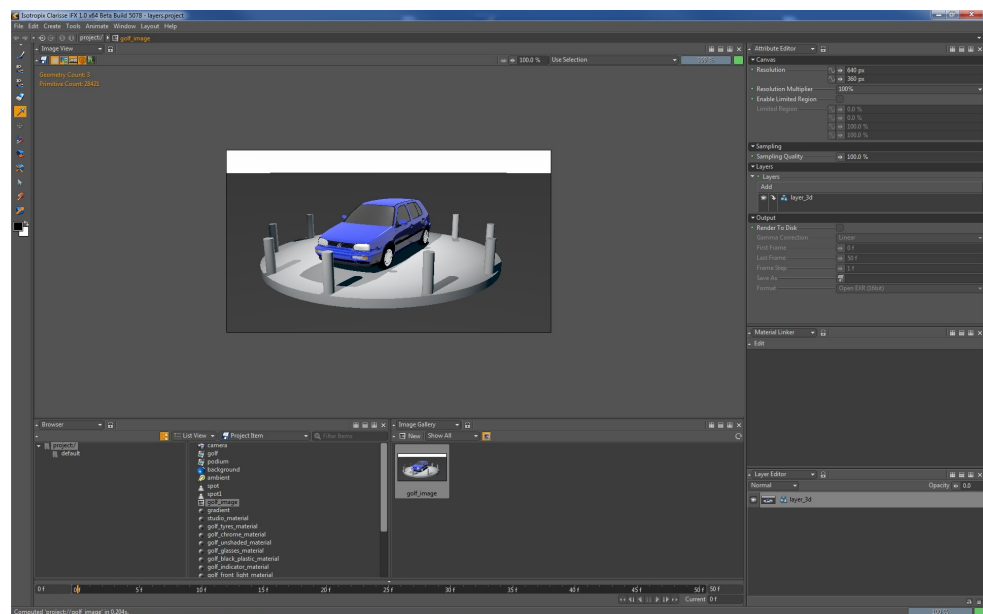 Isotropix Clarisse iFX 1.0 x64 Beta Build 5078 - layers.project
File Edit Create Tools Animate Window Layout Help
project:/ golf_image
Image View
100.0 % Use Selection 100%
Geometry Count: 3
Primitive Count: 28421
Attribute Editor
Canvas
Resolution 640 px
360 px
Resolution Multiplier 100%
Enable Limited Region
Limited Region 0.0 %
0.0 %
100.0 %
100.0 %
Sampling
Sampling Quality 100.0 %
Layers
Layers
Add
layer_3d
Output
Render To Disk
Gamma Correction Linear
First Frame 0 f
Last Frame 50 f
Frame Step 1 f
Save As
Format Open EXR (16bit)
Material Linker
Edit
Browser
List View Project Item Filter Items
project:/
default
camera
golf
podium
background
ambient
spot
spot1
golf_image
gradient
studio_material
golf_tyres_material
golf_chrome_material
golf_unshaded_material
golf_glasses_material
golf_black_plastic_material
golf_indicator_material
golf_front_light_material
Image Gallery
New Show All
golf_image
Layer Editor
Normal Opacity 0.0
layer_3d
0 f 0 f 5 f 10 f 15 f 20 f 25 f 30 f 35 f 40 f 45 f 50 f 50 f
Current 0 f
Computed 'project://golf_image' in 0.204s.
100%